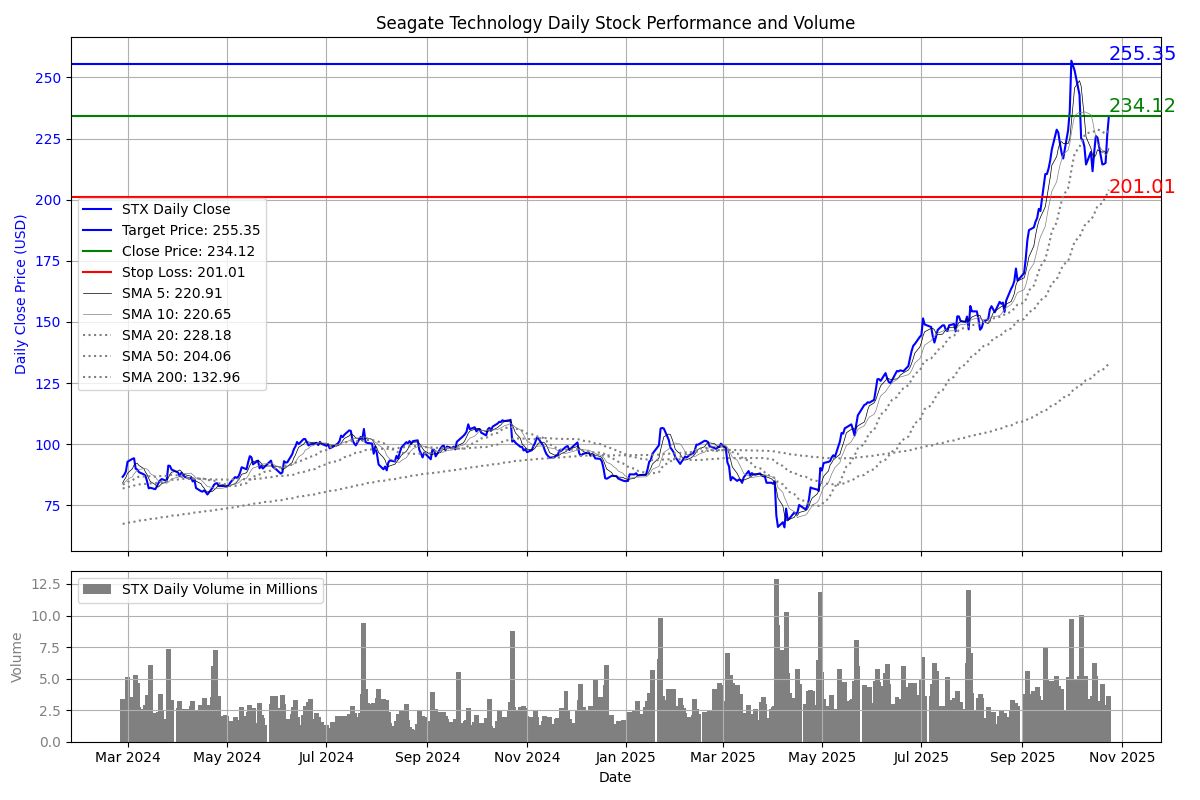 Seagate Technology Daily Stock Performance and Volume
255.35
250
234.12
225
201.01
200
STX Daily Close
Target Price: 255.35
Close Price: 234.12
Stop Loss: 201.01
SMA 5: 220.91
SMA 10: 220.65
SMA 20: 228.18
SMA 50: 204.06
SMA 200: 132.96
175
150
125
100
75
Daily Close Price (USD)
STX Daily Volume in Millions
12.5
10.0
7.5
5.0
2.5
0.0
Volume
Mar 2024 May 2024 Jul 2024 Sep 2024 Nov 2024 Jan 2025 Mar 2025 May 2025 Jul 2025 Sep 2025 Nov 2025
Date